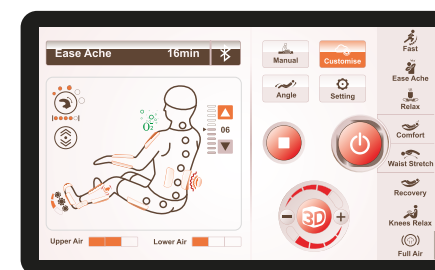 Ease Ache 16min
O₂
06
Upper Air
Lower Air
Manual
Customise
Angle
Setting
3D
Fast
Ease Ache
Relax
Comfort
Waist Stretch
Recovery
Knees Relax
Full Air